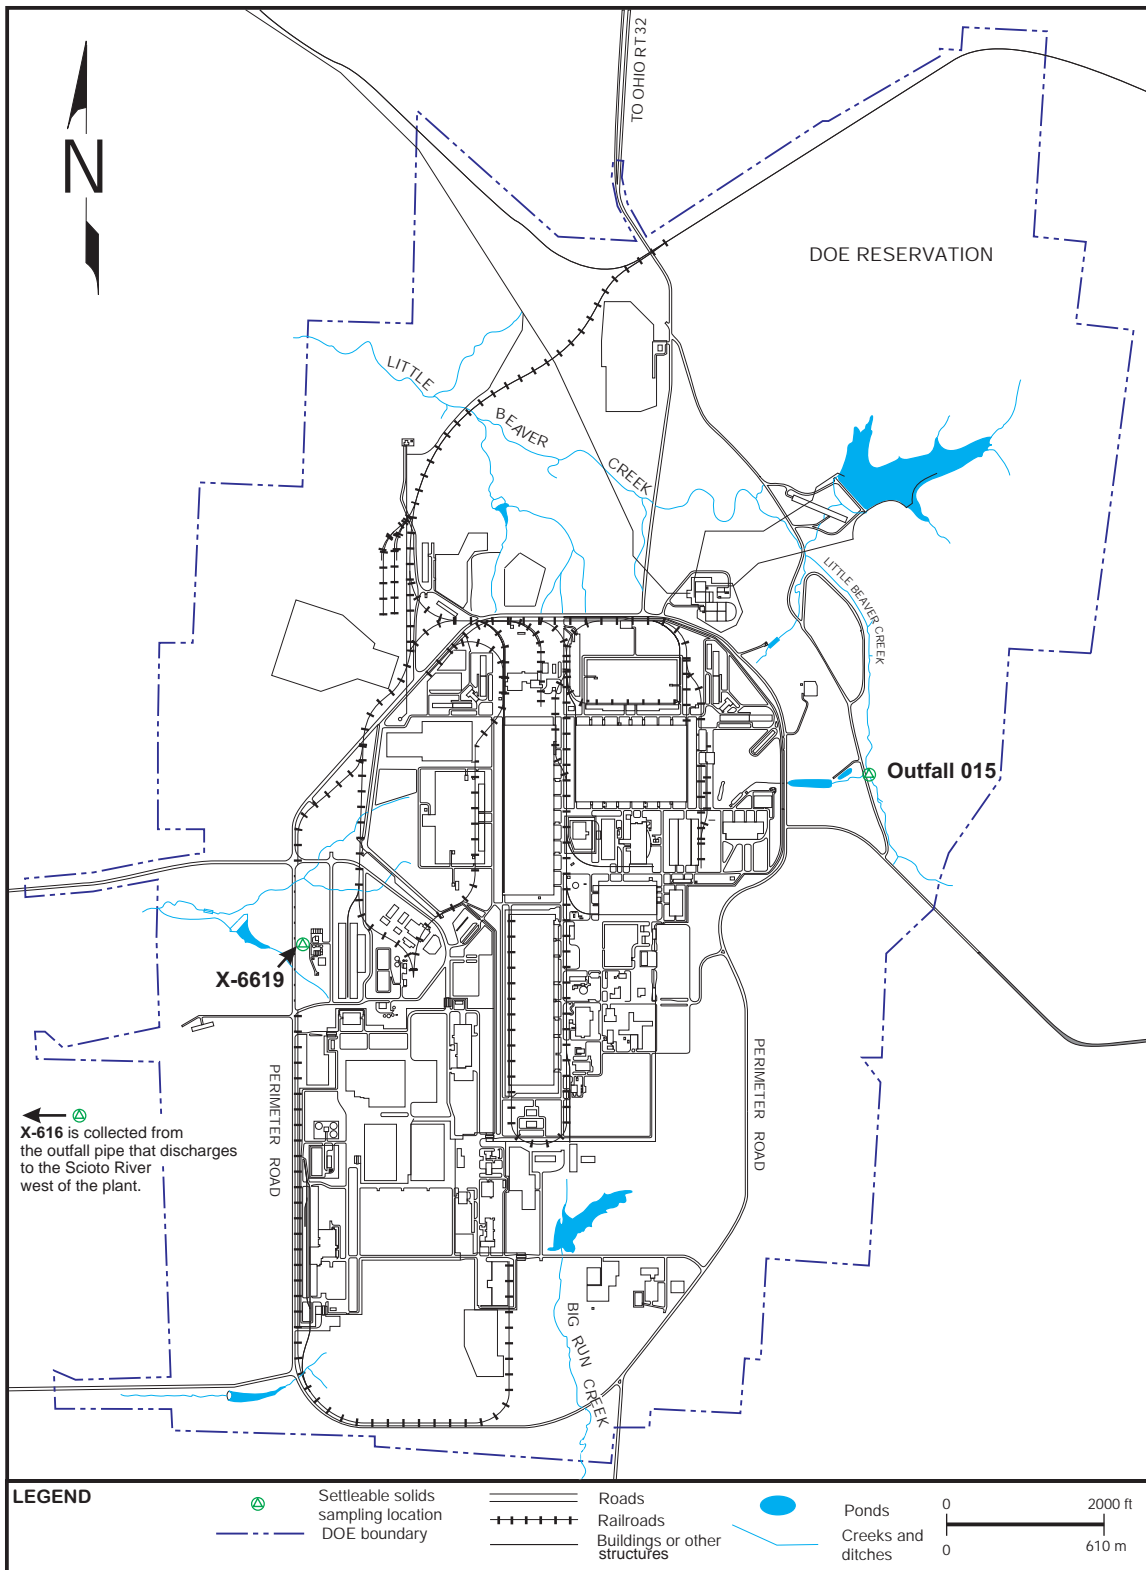 TO OHIO RT 32
N
DOE RESERVATION
LITTLE
BEAVER
CREEK
LITTLE BEAVER CREEK
Outfall 015
X-6619
PERIMETER ROAD
PERIMETER ROAD
X-616 is collected from
the outfall pipe that discharges
to the Scioto River
west of the plant.
BIG RUN CREEK
LEGEND
Settleable solids
sampling location
DOE boundary
Roads
Railroads
Buildings or other
structures
Ponds
Creeks and
ditches
0 2000 ft
0 610 m